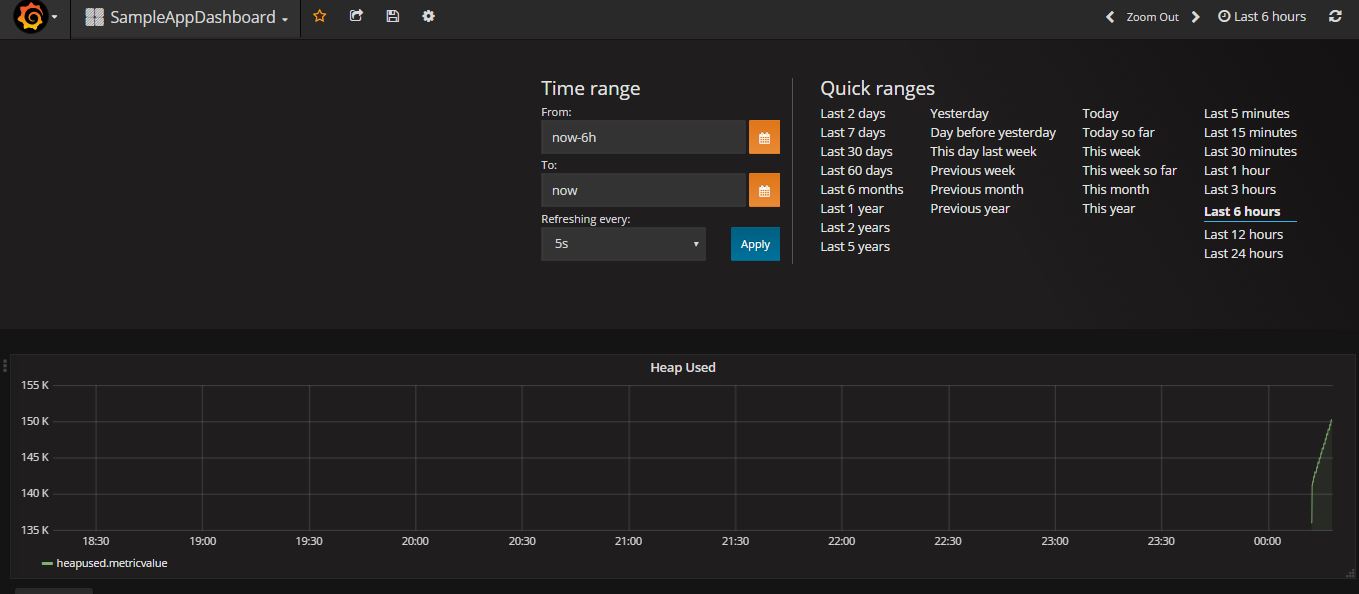 SampleAppDashboard
Zoom Out
Last 6 hours
Time range
From:
now-6h
To:
now
Refreshing every:
5s
Apply
Quick ranges
Last 2 days
Last 7 days
Last 30 days
Last 60 days
Last 6 months
Last 1 year
Last 2 years
Last 5 years
Yesterday
Day before yesterday
This day last week
Previous week
Previous month
Previous year
Today
Today so far
This week
This week so far
This month
This year
Last 5 minutes
Last 15 minutes
Last 30 minutes
Last 1 hour
Last 3 hours
Last 6 hours
Last 12 hours
Last 24 hours
Heap Used
155 K
150 K
145 K
140 K
135 K
18:30 19:00 19:30 20:00 20:30 21:00 21:30 22:00 22:30 23:00 23:30 00:00
heapused.metricvalue